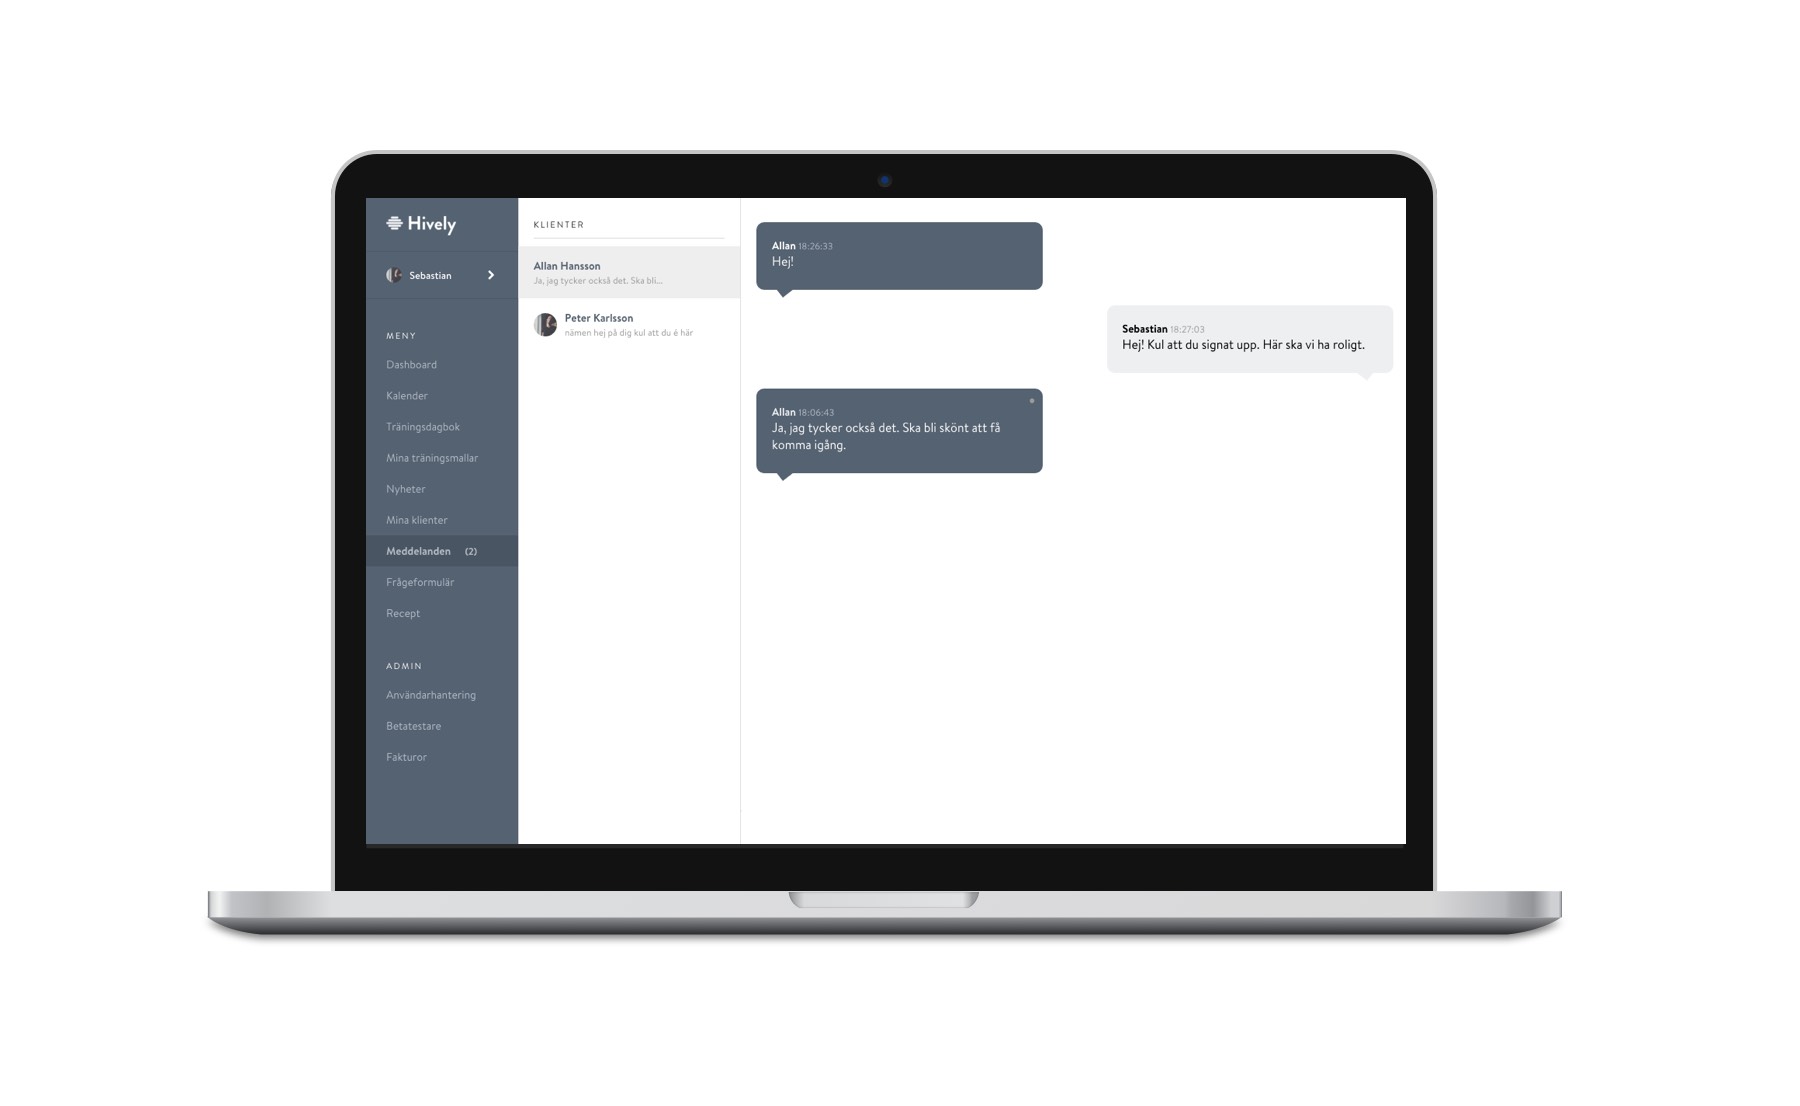 Hively
Sebastian
MENY
Dashboard
Kalender
Träningsdagbok
Mina träningsmallar
Nyheter
Mina klienter
Meddelanden (2)
Frågeformulär
Recept
ADMIN
Användarhantering
Betatestare
Fakturor
KLIENTER
Allan Hansson
Ja, jag tycker också det. Ska bli...
Peter Karlsson
nämen hej på dig kul att du é här
Allan 18:26:33
Hej!
Sebastian 18:27:03
Hej! Kul att du signat upp. Här ska vi ha roligt.
Allan 18:06:43
Ja, jag tycker också det. Ska bli skönt att få
komma igång.